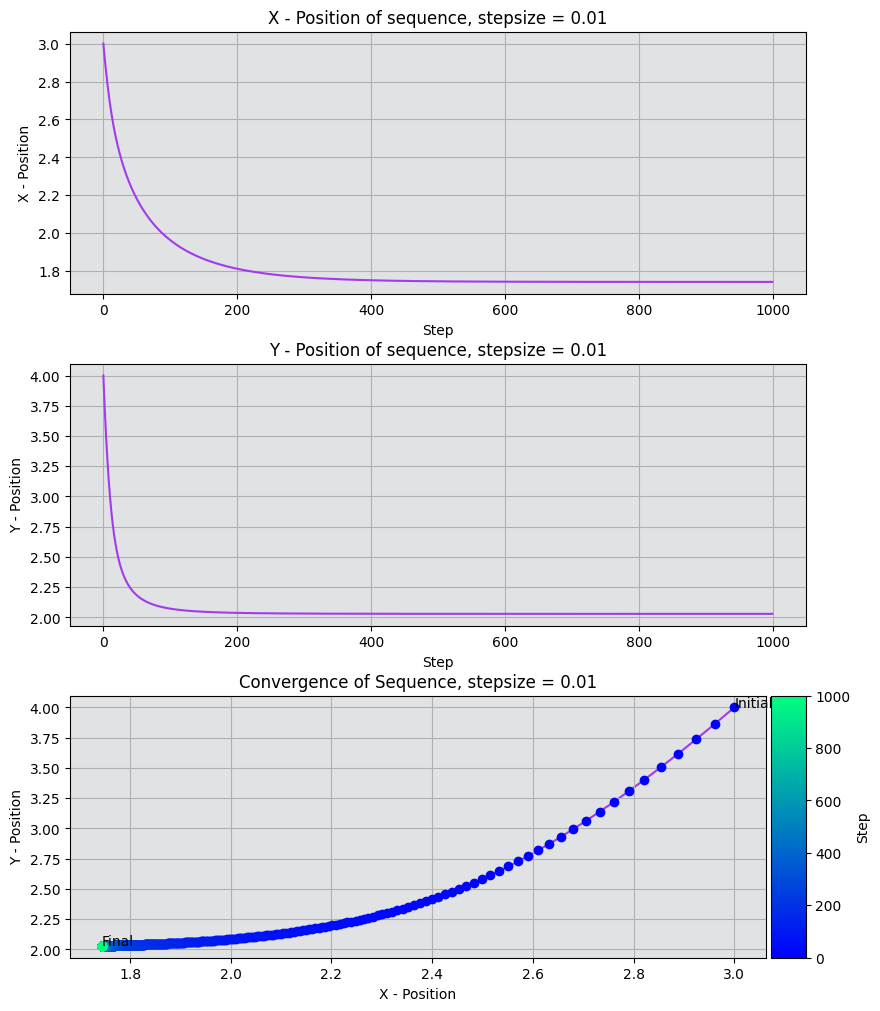 X - Position of sequence, stepsize = 0.01
3.0
2.8
2.6
2.4
2.2
2.0
1.8
X - Position
0 200 400 600 800 1000
Step
Y - Position of sequence, stepsize = 0.01
4.00
3.75
3.50
3.25
3.00
2.75
2.50
2.25
2.00
Y - Position
0 200 400 600 800 1000
Step
Convergence of Sequence, stepsize = 0.01
4.00
3.75
3.50
3.25
3.00
2.75
2.50
2.25
2.00
Y - Position
Initial
Final
1.8 2.0 2.2 2.4 2.6 2.8 3.0
X - Position
1000
800
600
400
200
0
Step